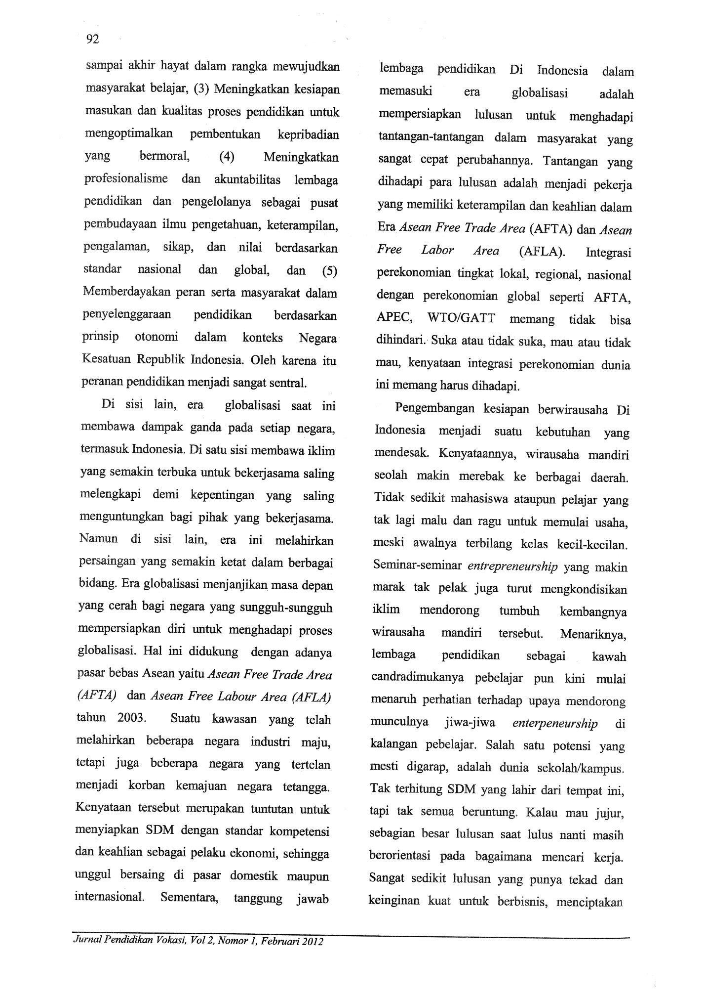 92
sampai akhir hayat dalam rangka mewujudkan
masyarakat belajar, (3) Meningkatkan kesiapan
masukan dan kualitas proses pendidikan untuk
mengoptimalkan pembentukan kepribadian
yang bermoral, (4) Meningkatkan
profesionalisme dan akuntabilitas lembaga
pendidikan dan pengelolanya sebagai pusat
pembudayaan ilmu pengetahuan, keterampilan,
pengalaman, sikap, dan nilai berdasarkan
standar nasional dan global, dan (5)
Memberdayakan peran serta masyarakat dalam
penyelenggaraan pendidikan berdasarkan
prinsip otonomi dalam konteks Negara
Kesatuan Republik Indonesia. Oleh karena itu
peranan pendidikan menjadi sangat sentral.
Di sisi lain, era globalisasi saat ini
membawa dampak ganda pada setiap negara,
termasuk Indonesia. Di satu sisi membawa iklim
yang semakin terbuka untuk bekerjasama saling
melengkapi demi kepentingan yang saling
menguntungkan bagi pihak yang bekerjasama.
Namun di sisi lain, era ini melahirkan
persaingan yang semakin ketat dalam berbagai
bidang. Era globalisasi menjanjikan masa depan
yang cerah bagi negara yang sungguh-sungguh
mempersiapkan diri untuk menghadapi proses
globalisasi. Hal ini didukung dengan adanya
pasar bebas Asean yaitu Asean Free Trade Area
(AFTA) dan Asean Free Labour Area (AFLA)
tahun 2003. Suatu kawasan yang telah
melahirkan beberapa negara industri maju,
tetapi juga beberapa negara yang tertelan
menjadi korban kemajuan negara tetangga.
Kenyataan tersebut merupakan tuntutan untuk
menyiapkan SDM dengan standar kompetensi
dan keahlian sebagai pelaku ekonomi, sehingga
unggul bersaing di pasar domestik maupun
internasional. Sementara, tanggung jawab
lembaga pendidikan Di Indonesia dalam
memasuki era globalisasi adalah
mempersiapkan lulusan untuk menghadapi
tantangan-tantangan dalam masyarakat yang
sangat cepat perubahannya. Tantangan yang
dihadapi para lulusan adalah menjadi pekerja
yang memiliki keterampilan dan keahlian dalam
Era Asean Free Trade Area (AFTA) dan Asean
Free Labor Area (AFLA). Integrasi
perekonomian tingkat lokal, regional, nasional
dengan perekonomian global seperti AFTA,
APEC, WTO/GATT memang tidak bisa
dihindari. Suka atau tidak suka, mau atau tidak
mau, kenyataan integrasi perekonomian dunia
ini memang harus dihadapi.
Pengembangan kesiapan berwirausaha Di
Indonesia menjadi suatu kebutuhan yang
mendesak. Kenyataannya, wirausaha mandiri
seolah makin merebak ke berbagai daerah.
Tidak sedikit mahasiswa ataupun pelajar yang
tak lagi malu dan ragu untuk memulai usaha,
meski awalnya terbilang kelas kecil-kecilan.
Seminar-seminar entrepreneurship yang makin
marak tak pelak juga turut mengkondisikan
iklim mendorong tumbuh kembangnya
wirausaha mandiri tersebut. Menariknya,
lembaga pendidikan sebagai kawah
candradimukanya pebelajar pun kini mulai
menaruh perhatian terhadap upaya mendorong
munculnya jiwa-jiwa enterpeneurship di
kalangan pebelajar. Salah satu potensi yang
mesti digarap, adalah dunia sekolah/kampus.
Tak terhitung SDM yang lahir dari tempat ini,
tapi tak semua beruntung. Kalau mau jujur,
sebagian besar lulusan saat lulus nanti masih
berorientasi pada bagaimana mencari kerja.
Sangat sedikit lulusan yang punya tekad dan
keinginan kuat untuk berbisnis, menciptakan
Jurnal Pendidikan Vokasi, Vol 2, Nomor 1, Februari 2012